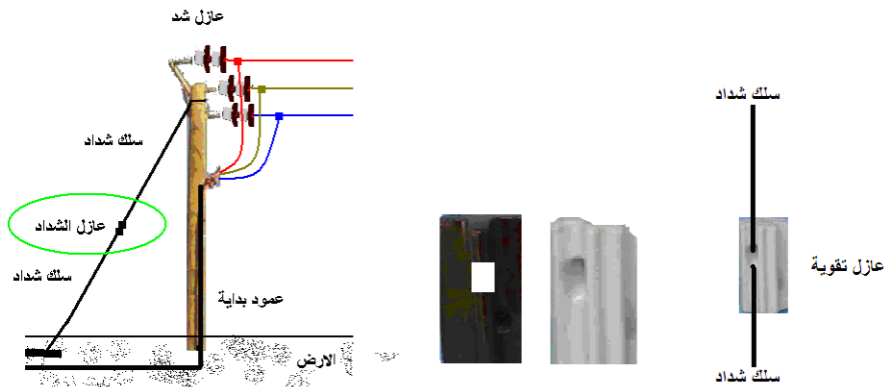 عازل شد
سلك شداد
سلك شداد
عازل الشداد
عازل تقوية
سلك شداد
عمود بداية
الارض
سلك شداد